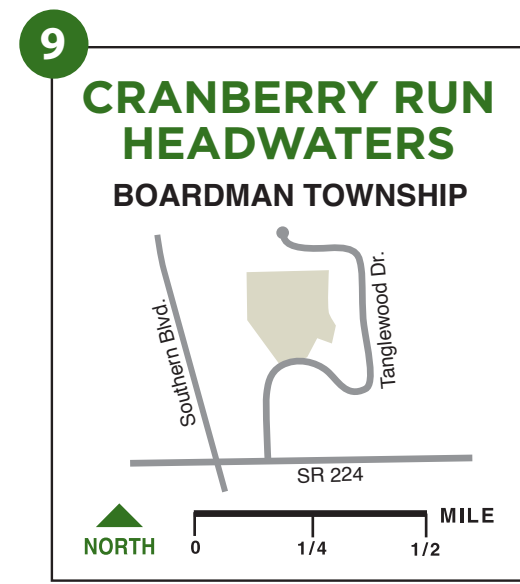 9
CRANBERRY RUN
HEADWATERS
BOARDMAN TOWNSHIP
Southern Blvd.
Tanglewood Dr.
SR 224
NORTH
MILE
0 1/4 1/2